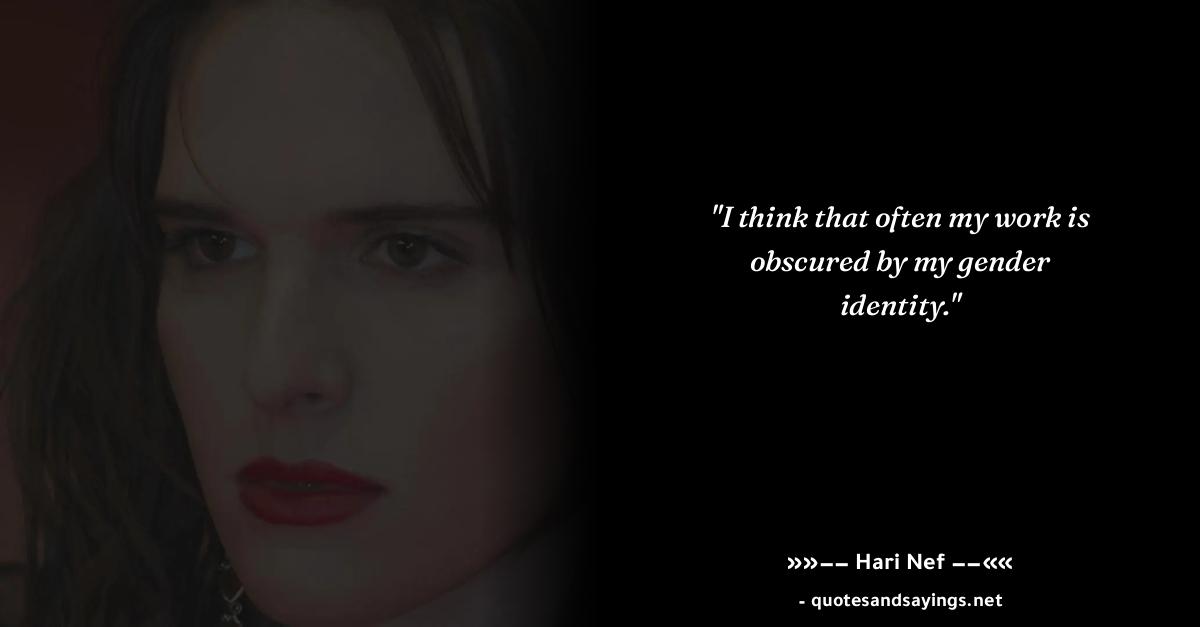 "I think that often my work is
obscured by my gender
identity."
»»−− Hari Nef −−««
- quotesandsayings.net